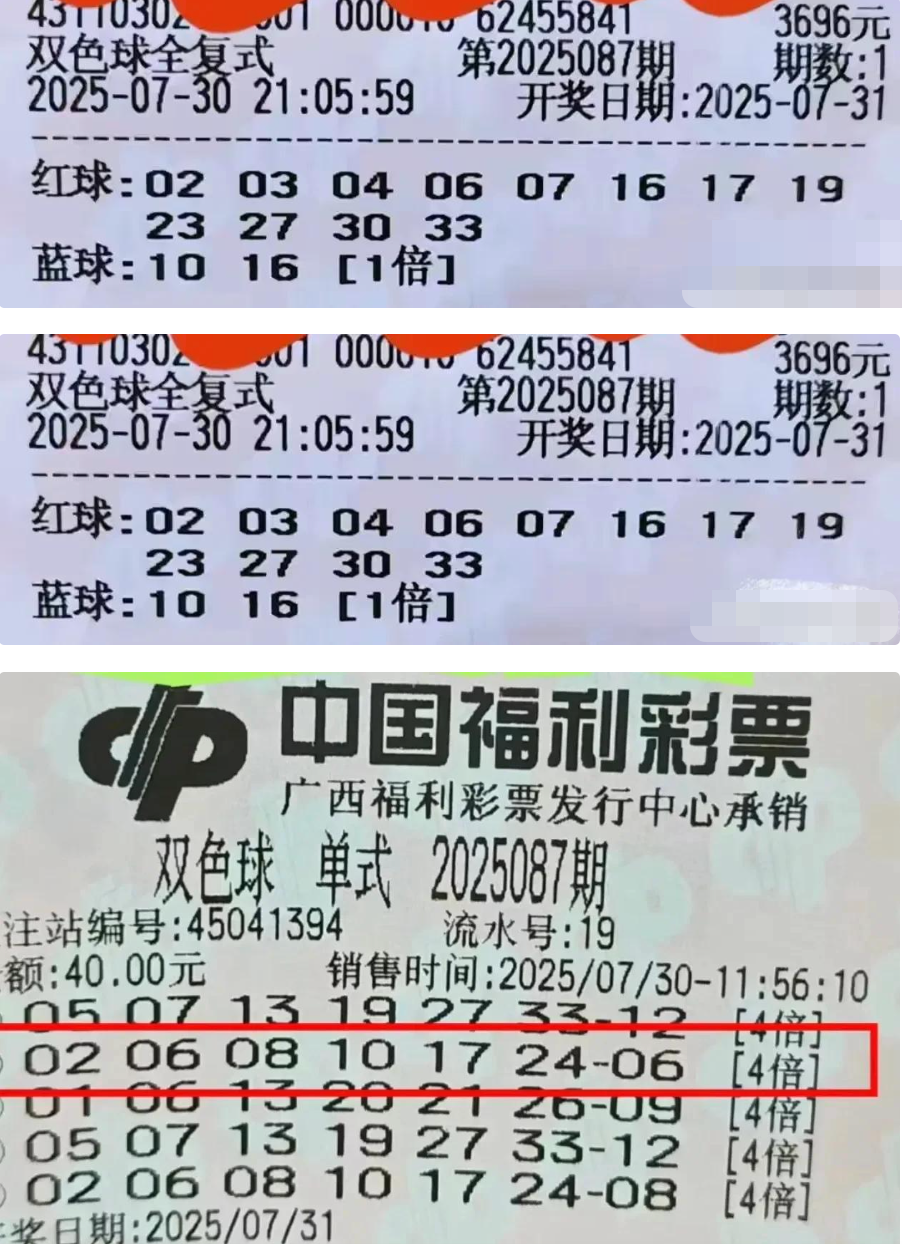 43110302 001 000010 62455841 3696元
双色球全复式 第2025087期 期数:1
2025-07-30 21:05:59 开奖日期:2025-07-31
红球:02 03 04 06 07 16 17 19
23 27 30 33
蓝球:10 16 [1倍]
43110302 001 000010 62455841 3696元
双色球全复式 第2025087期 期数:1
2025-07-30 21:05:59 开奖日期:2025-07-31
红球:02 03 04 06 07 16 17 19
23 27 30 33
蓝球:10 16 [1倍]
中国福利彩票
广西福利彩票发行中心承销
双色球 单式 2025087期
注站编号:45041394 流水号:19
额:40.00元 销售时间:2025/07/30-11:56:10
05 07 13 19 27 33-12 [4倍]
02 06 08 10 17 24-06 [4倍]
01 06 13 20 21 26-09 [4倍]
05 07 13 19 27 33-12 [4倍]
02 06 08 10 17 24-08 [4倍]
奖日期:2025/07/31